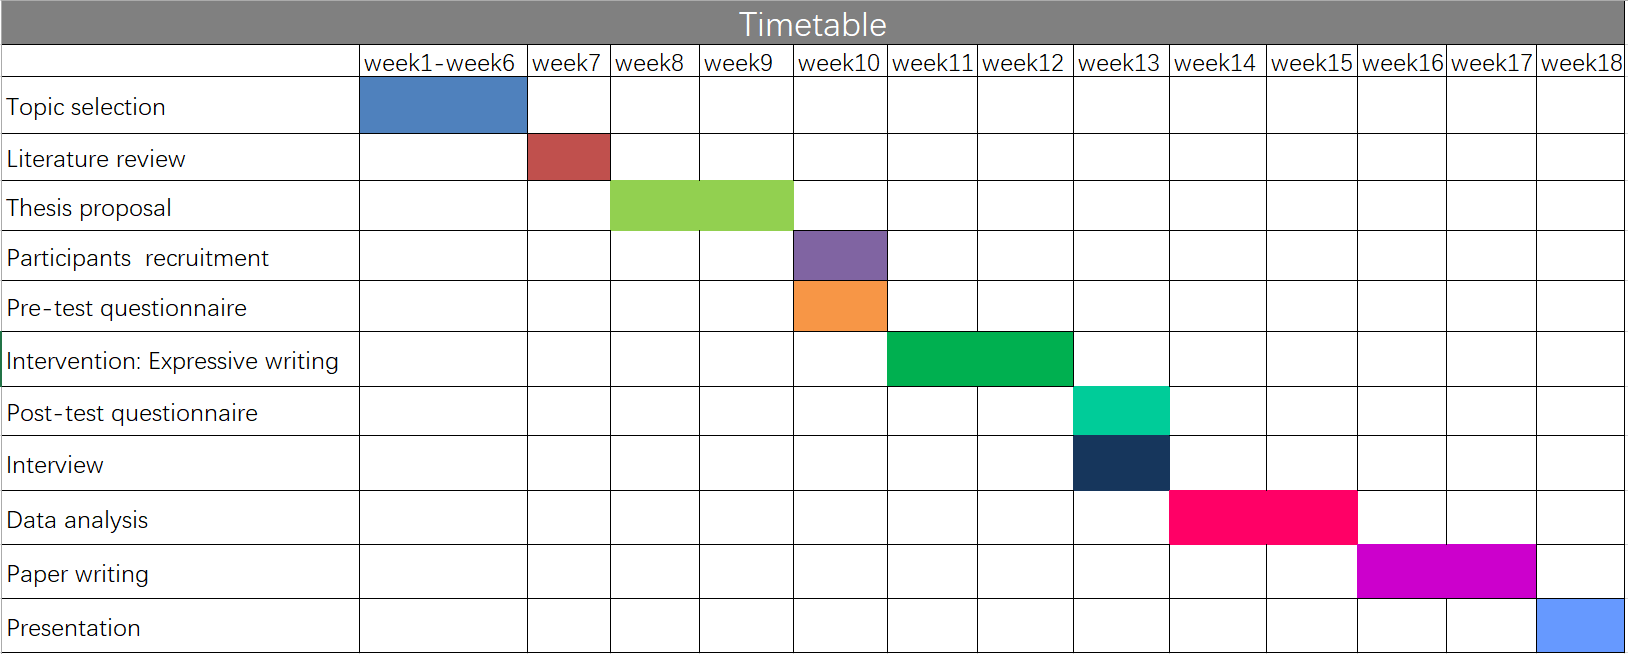 Timetable
week1-week6 week7 week8 week9 week10 week11 week12 week13 week14 week15 week16 week17 week18
Topic selection
Literature review
Thesis proposal
Participants  recruitment
Pre-test questionnaire
Intervention: Expressive writing
Post-test questionnaire
Interview
Data analysis
Paper writing
Presentation